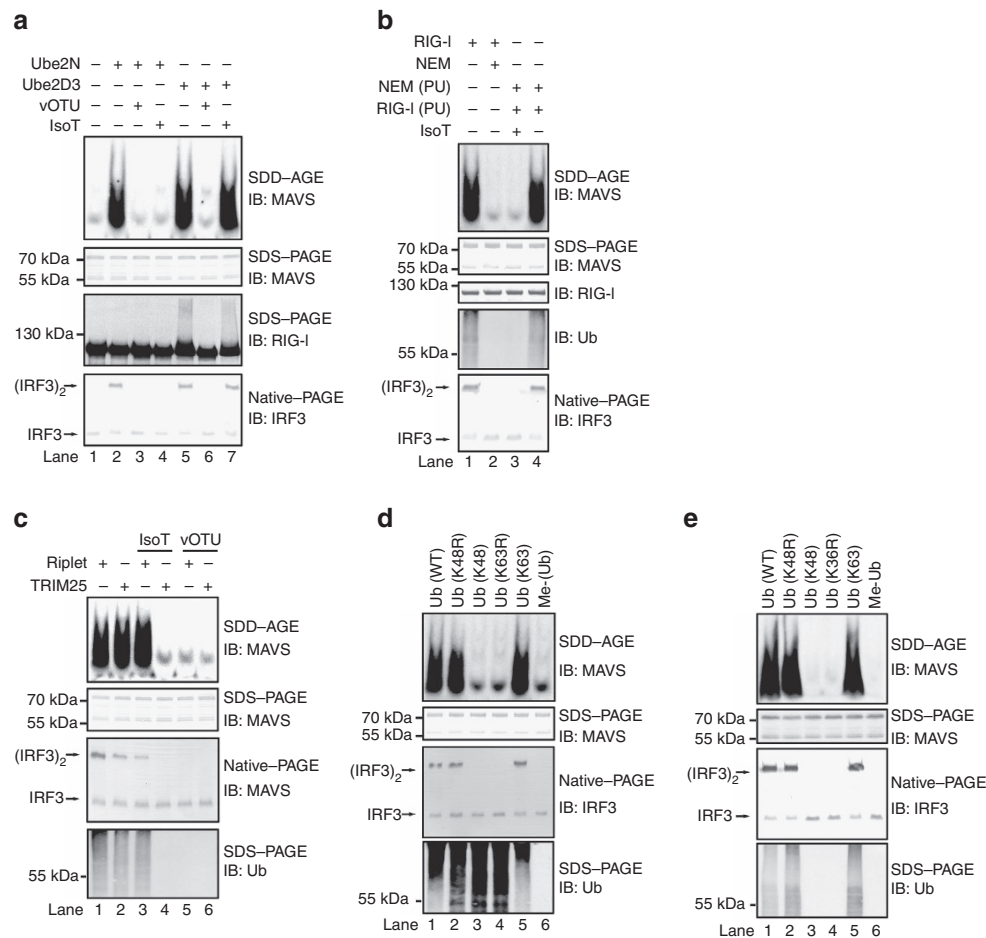 a
Ube2N – + + + – – –
Ube2D3 – – – – + + +
vOTU – – + – – + –
IsoT – – – + – – +
SDD–AGE
IB: MAVS
70 kDa
55 kDa
SDS–PAGE
IB: MAVS
130 kDa
SDS–PAGE
IB: RIG-I
(IRF3)2
IRF3
Native–PAGE
IB: IRF3
Lane 1 2 3 4 5 6 7
b
RIG-I + + – –
NEM – + – –
NEM (PU) – – + +
RIG-I (PU) – – + +
IsoT – – + –
SDD–AGE
IB: MAVS
70 kDa
55 kDa
SDS–PAGE
IB: MAVS
130 kDa
IB: RIG-I
IB: Ub
55 kDa
(IRF3)2
IRF3
Native–PAGE
IB: IRF3
Lane 1 2 3 4
c
IsoT vOTU
Riplet + – + – + –
TRIM25 – + – + – +
SDD–AGE
IB: MAVS
70 kDa
55 kDa
SDS–PAGE
IB: MAVS
(IRF3)2
IRF3
Native–PAGE
IB: MAVS
SDS–PAGE
IB: Ub
55 kDa
Lane 1 2 3 4 5 6
d
Ub (WT)
Ub (K48R)
Ub (K48)
Ub (K63R)
Ub (K63)
Me-(Ub)
SDD–AGE
IB: MAVS
70 kDa
55 kDa
SDS–PAGE
IB: MAVS
(IRF3)2
IRF3
Native–PAGE
IB: IRF3
SDS–PAGE
IB: Ub
55 kDa
Lane 1 2 3 4 5 6
e
Ub (WT)
Ub (K48R)
Ub (K48)
Ub (K36R)
Ub (K63)
Me-Ub
SDD–AGE
IB: MAVS
70 kDa
55 kDa
SDS–PAGE
IB: MAVS
(IRF3)2
IRF3
Native–PAGE
IB: IRF3
SDS–PAGE
IB: Ub
55 kDa
Lane 1 2 3 4 5 6